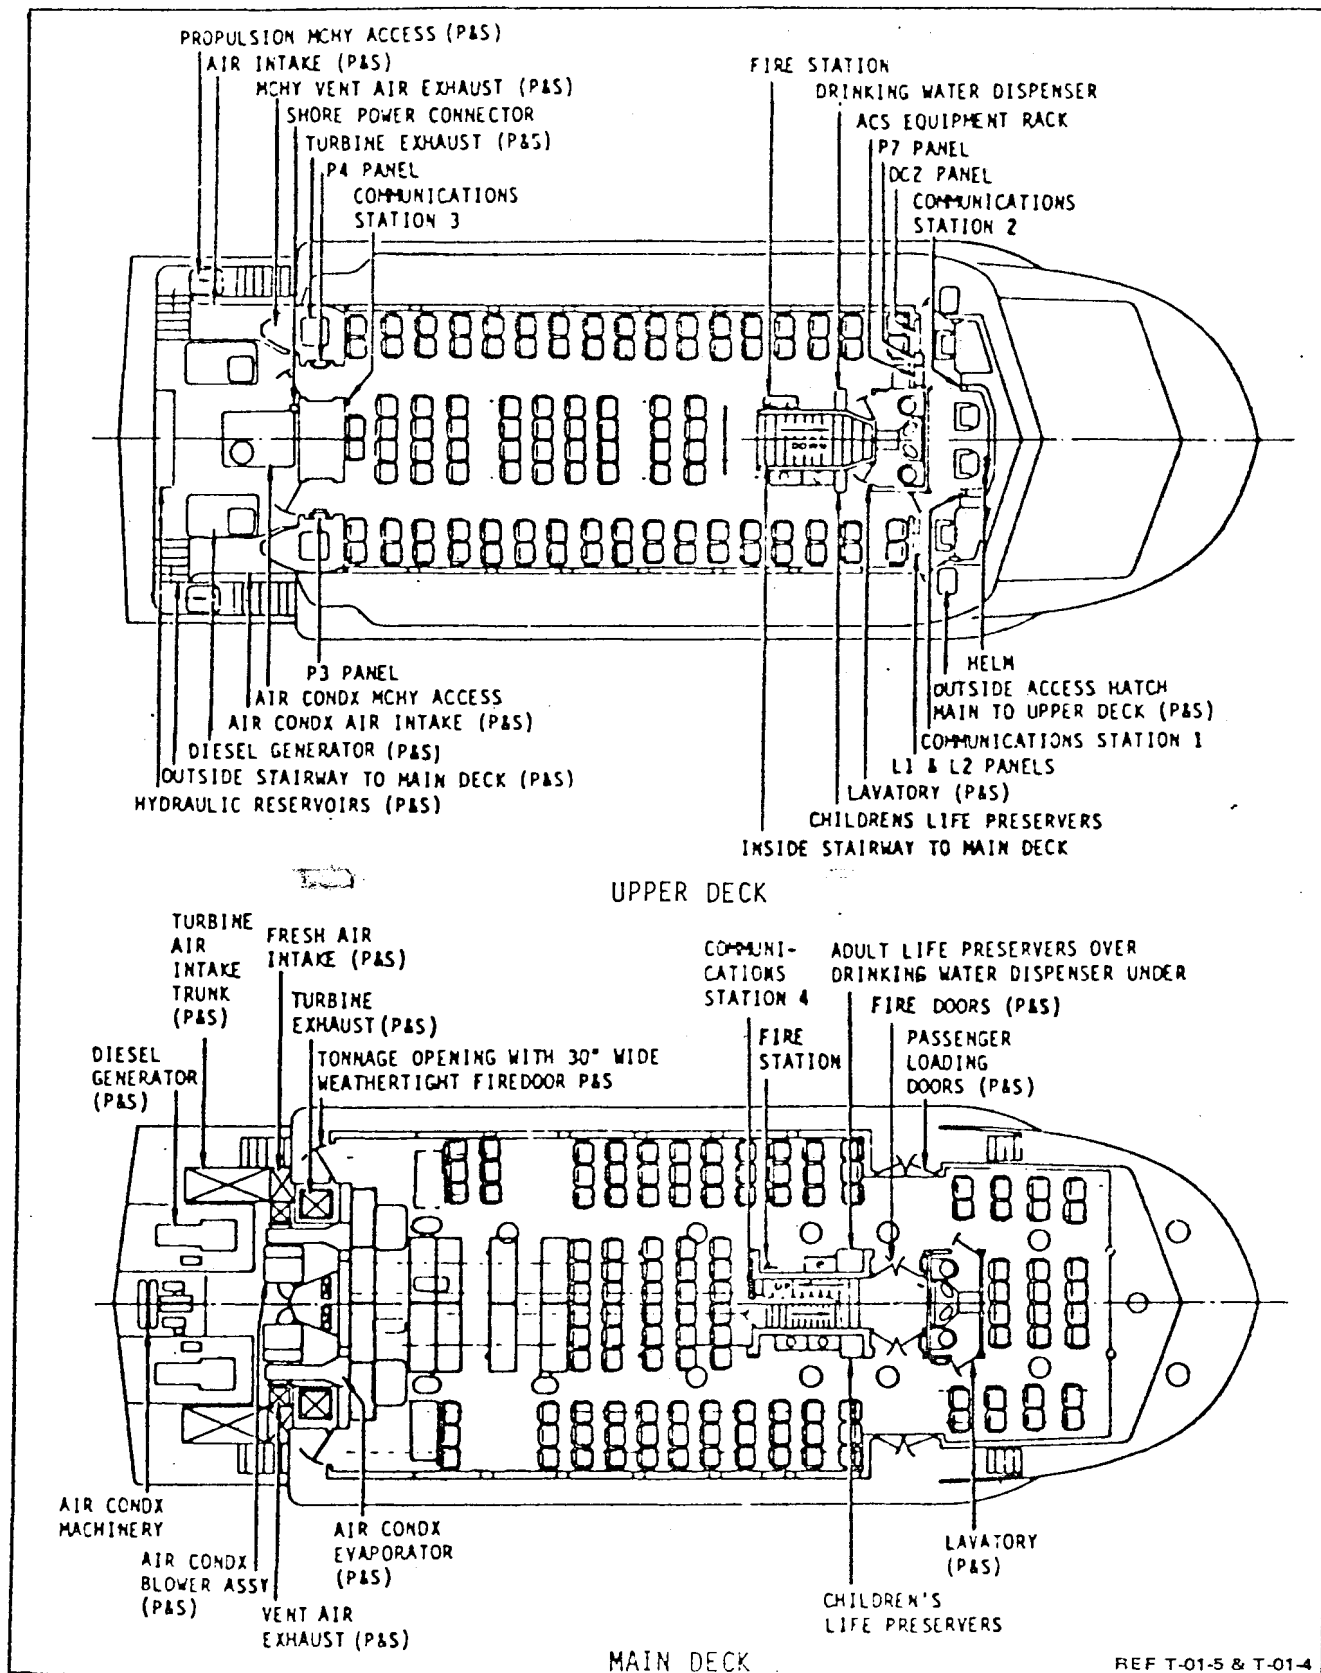 PROPULSION MCHY ACCESS (P&S)
AIR INTAKE (P&S)
MCHY VENT AIR EXHAUST (P&S)
SHORE POWER CONNECTOR
TURBINE EXHAUST (P&S)
P4 PANEL
COMMUNICATIONS
STATION 3
FIRE STATION
DRINKING WATER DISPENSER
ACS EQUIPMENT RACK
P7 PANEL
DC2 PANEL
COMMUNICATIONS
STATION 2
DOWN
P3 PANEL
AIR CONDX MCHY ACCESS
AIR CONDX AIR INTAKE (P&S)
DIESEL GENERATOR (P&S)
OUTSIDE STAIRWAY TO MAIN DECK (P&S)
HYDRAULIC RESERVOIRS (P&S)
HELM
OUTSIDE ACCESS HATCH
MAIN TO UPPER DECK (P&S)
COMMUNICATIONS STATION 1
L1 & L2 PANELS
LAVATORY (P&S)
CHILDRENS LIFE PRESERVERS
INSIDE STAIRWAY TO MAIN DECK
UPPER DECK
TURBINE
AIR
INTAKE
TRUNK
(P&S)
FRESH AIR
INTAKE (P&S)
TURBINE
EXHAUST (P&S)
DIESEL
GENERATOR
(P&S)
TONNAGE OPENING WITH 30" WIDE
WEATHERTIGHT FIREDOOR P&S
COMMUNI-
CATIONS
STATION 4
FIRE
STATION
ADULT LIFE PRESERVERS OVER
DRINKING WATER DISPENSER UNDER
FIRE DOORS (P&S)
PASSENGER
LOADING
DOORS (P&S)
UP
AIR CONDX
MACHINERY
AIR CONDX
BLOWER ASSY
(P&S)
VENT AIR
EXHAUST (P&S)
AIR CONDX
EVAPORATOR
(P&S)
CHILDREN'S
LIFE PRESERVERS
LAVATORY
(P&S)
MAIN DECK
REF T-01-5 & T-01-4